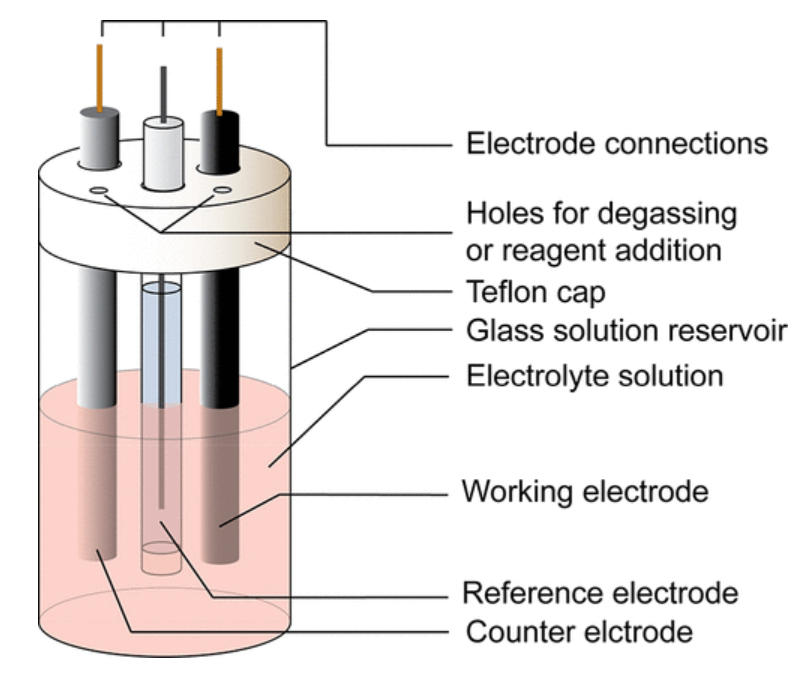 Electrode connections
Holes for degassing
or reagent addition
Teflon cap
Glass solution reservoir
Electrolyte solution
Working electrode
Reference electrode
Counter elctrode